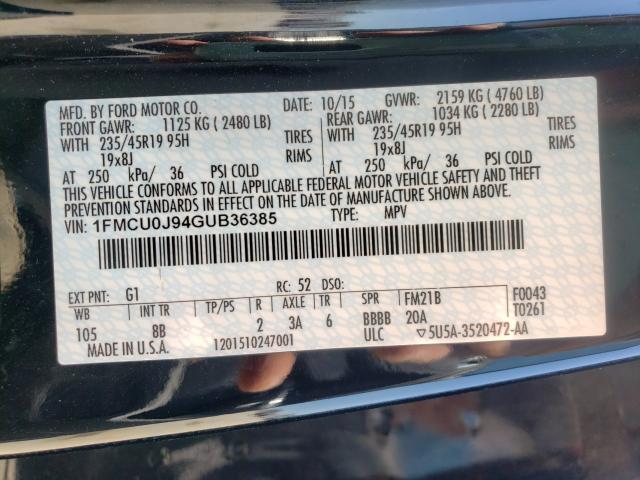 MFD. BY FORD MOTOR CO. DATE: 10/15 GVWR: 2159 KG ( 4760 LB)
FRONT GAWR: 1125 KG ( 2480 LB) REAR GAWR: 1034 KG ( 2280 LB)
WITH 235/45R19 95H TIRES WITH 235/45R19 95H TIRES
19x8J RIMS 19x8J RIMS
AT 250 kPa/ 36 PSI COLD AT 250 kPa/ 36 PSI COLD
THIS VEHICLE CONFORMS TO ALL APPLICABLE FEDERAL MOTOR VEHICLE SAFETY AND THEFT
PREVENTION STANDARDS IN EFFECT ON THE DATE OF MANUFACTURE SHOWN ABOVE.
VIN: 1FMCU0J94GUB36385 TYPE: MPV
EXT PNT: G1 RC: 52 DSO: F0043
WB INT TR TP/PS R AXLE TR SPR FM21B T0261
105 8B 2 3A 6 BBBB 20A
MADE IN U.S.A. 1201510247001 ULC ▽5U5A-3520472-AA